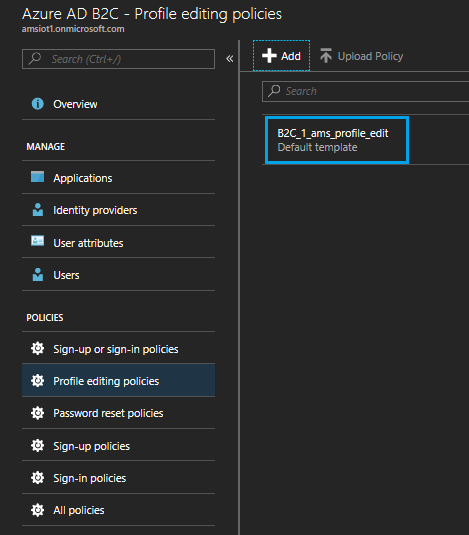 Azure AD B2C - Profile editing policies
amsiot1.onmicrosoft.com
Search (Ctrl+/)
«
Overview
MANAGE
Applications
Identity providers
User attributes
Users
POLICIES
Sign-up or sign-in policies
Profile editing policies
Password reset policies
Sign-up policies
Sign-in policies
All policies
Add
Upload Policy
Search
B2C_1_ams_profile_edit
Default template